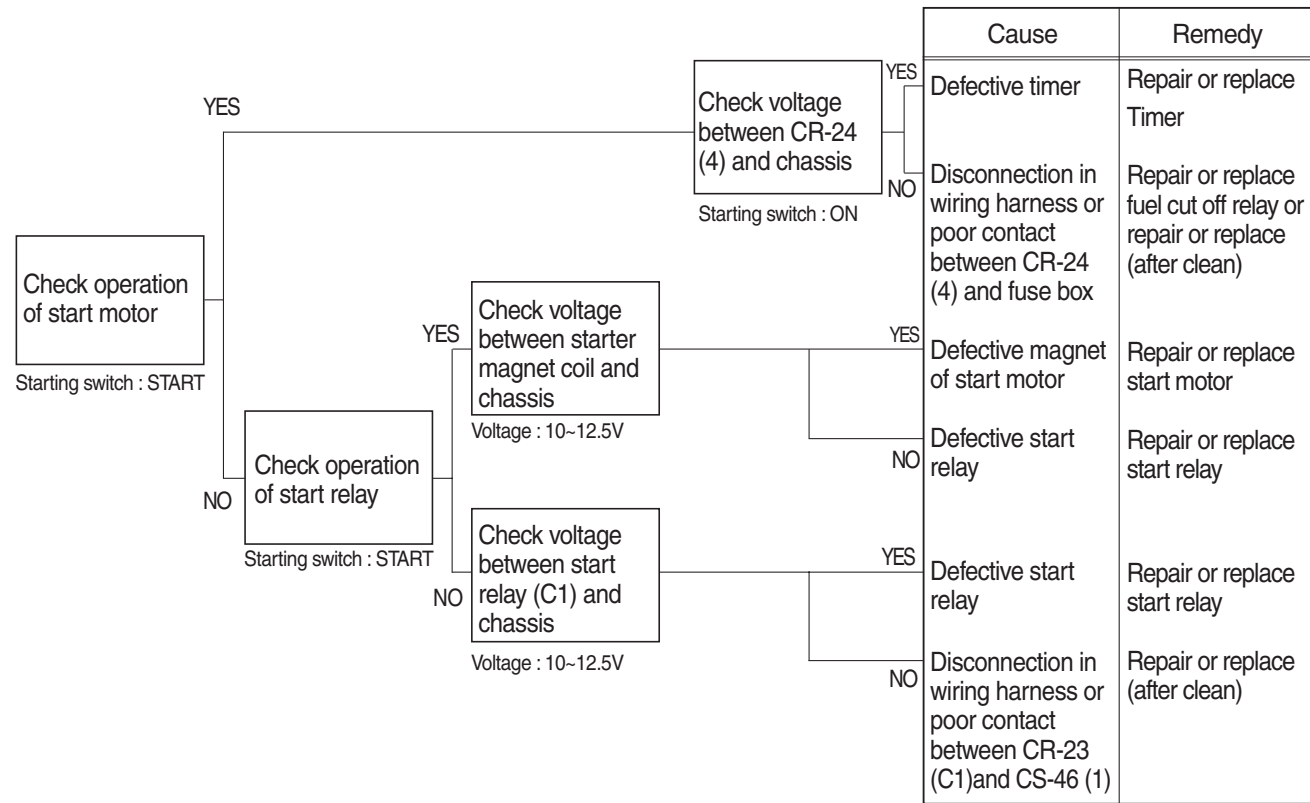 Cause
Remedy
YES
Check voltage
between CR-24
(4) and chassis
Starting switch : ON
YES
Defective timer
Repair or replace
Timer
NO
Disconnection in
wiring harness or
poor contact
between CR-24
(4) and fuse box
Repair or replace
fuel cut off relay or
repair or replace
(after clean)
Check operation
of start motor
Starting switch : START
YES
Check voltage
between starter
magnet coil and
chassis
Voltage : 10~12.5V
YES
Defective magnet
of start motor
Repair or replace
start motor
NO
Defective start
relay
Repair or replace
start relay
NO
Check operation
of start relay
Starting switch : START
NO
Check voltage
between start
relay (C1) and
chassis
Voltage : 10~12.5V
YES
Defective start
relay
Repair or replace
start relay
NO
Disconnection in
wiring harness or
poor contact
between CR-23
(C1)and CS-46 (1)
Repair or replace
(after clean)